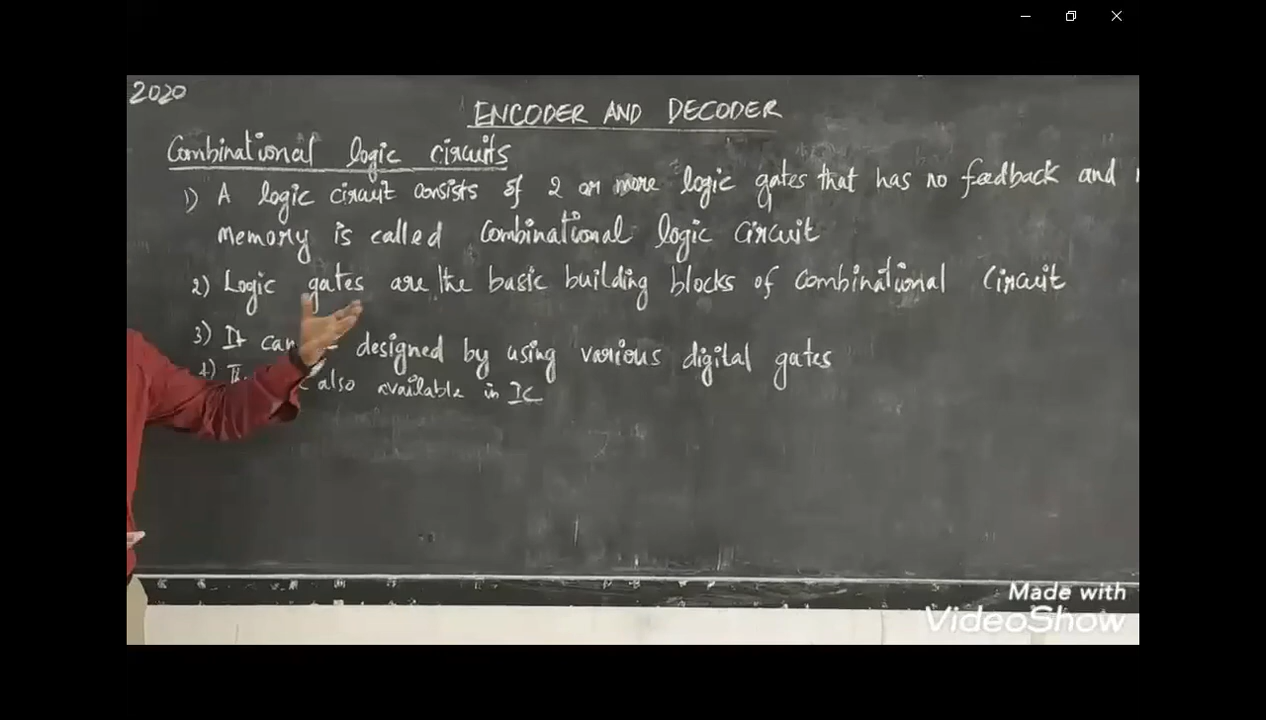 2020
ENCODER AND DECODER
Combinational logic circuits
1) A logic circuit consists of 2 or more logic gates that has no feedback and
memory is called Combinational logic circuit
2) Logic gates are the basic building blocks of combinational circuit
3) It can designed by using various digital gates
4) also available in IC
Made with
VideoShow